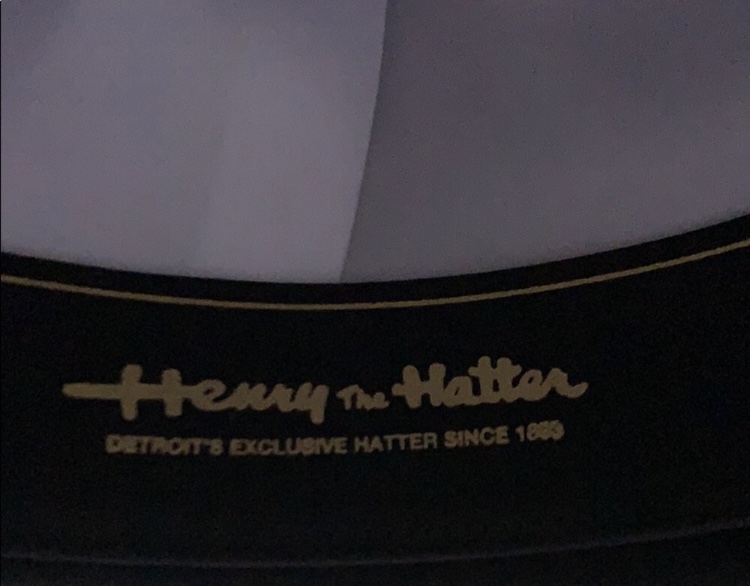 Henry The Hatter
DETROIT'S EXCLUSIVE HATTER SINCE 1893